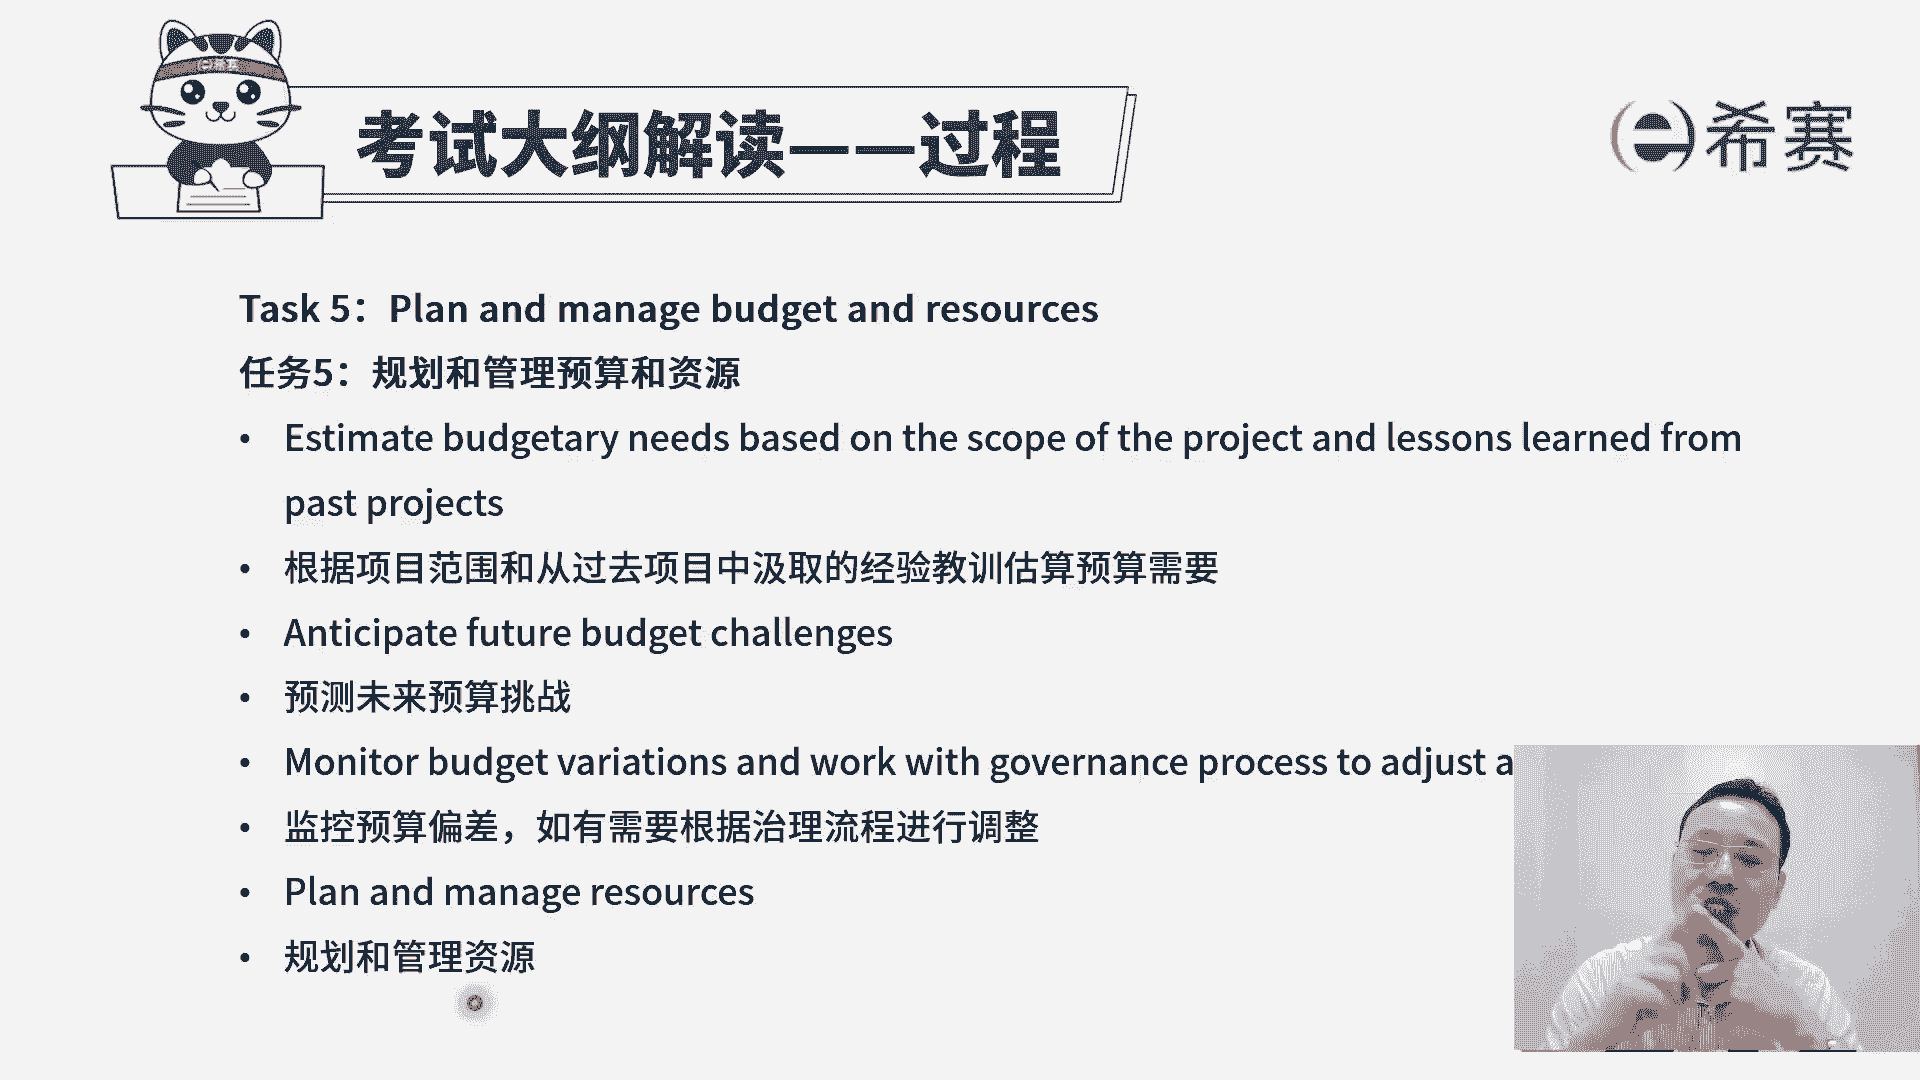 希赛
考试大纲解读——过程
希赛
Task 5：Plan and manage budget and resources
任务5：规划和管理预算和资源
• Estimate budgetary needs based on the scope of the project and lessons learned from
past projects
• 根据项目范围和从过去项目中汲取的经验教训估算预算需要
• Anticipate future budget challenges
• 预测未来预算挑战
• Monitor budget variations and work with governance process to adjust a
• 监控预算偏差，如有需要根据治理流程进行调整
• Plan and manage resources
• 规划和管理资源